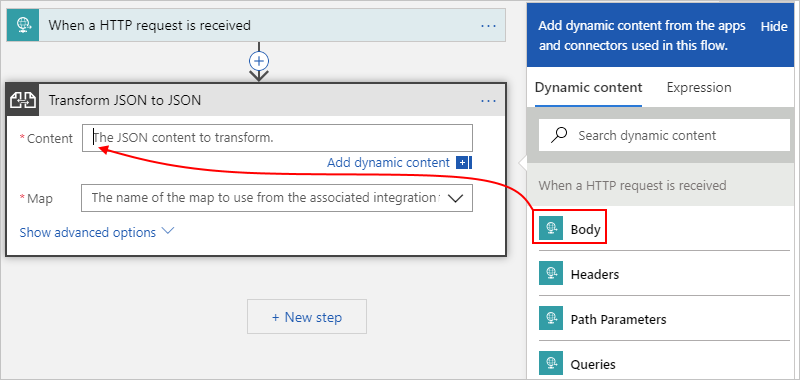 When a HTTP request is received
...
Transform JSON to JSON
...
* Content
The JSON content to transform.
Add dynamic content
* Map
The name of the map to use from the associated integration
Show advanced options
+ New step
Add dynamic content from the apps
and connectors used in this flow.
Hide
Dynamic content
Expression
Search dynamic content
When a HTTP request is received
Body
Headers
Path Parameters
Queries